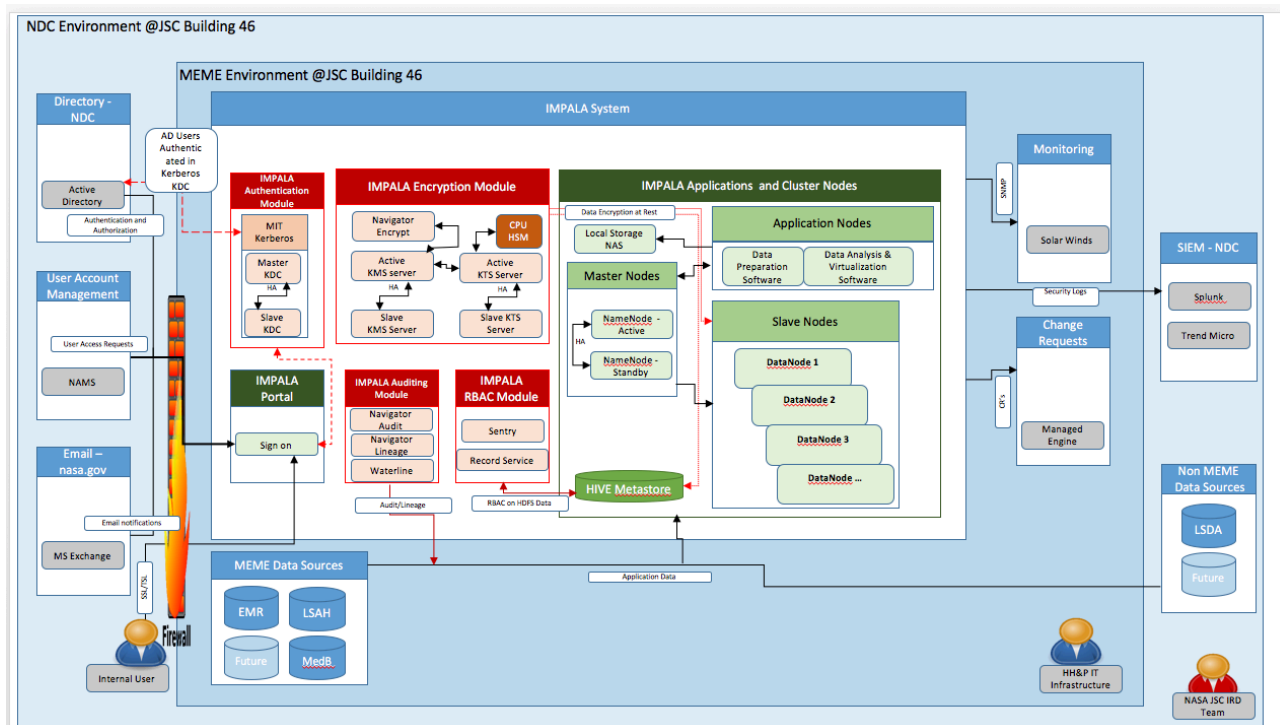 NDC Environment @JSC Building 46
MEME Environment @JSC Building 46
Directory -
NDC
Active
Directory
Authentication and
Authorization
AD Users
Authentic
ated in
Kerberos
KDC
User Account
Management
User Access Requests
NAMS
Email –
nasa.gov
Email notifications
MS Exchange
SSL/TSL
Internal User
Firewall
IMPALA System
IMPALA
Authentication
Module
MIT
Kerberos
Master
KDC
HA
Slave
KDC
IMPALA Encryption Module
Navigator
Encrypt
CPU
HSM
Active
KMS server
Active
KTS Server
HA
HA
Slave
KMS Server
Slave KTS
Server
IMPALA
Portal
Sign on
IMPALA Auditing
Module
Navigator
Audit
Navigator
Lineage
Waterline
Audit/Lineage
IMPALA
RBAC Module
Sentry
Record Service
RBAC on HDFS Data
IMPALA Applications and Cluster Nodes
Data Encryption at Rest
Local Storage
NAS
Application Nodes
Data
Preparation
Software
Data Analysis &
Virtualization
Software
Master Nodes
NameNode -
Active
HA
NameNode -
Standby
Slave Nodes
DataNode 1
DataNode 2
DataNode 3
DataNode ...
HIVE Metastore
Application Data
MEME Data Sources
EMR
LSAH
Future
MedB
Monitoring
SNMP
Solar Winds
Security Logs
SIEM - NDC
Splunk
Trend Micro
Change
Requests
CR's
Managed
Engine
Non MEME
Data Sources
LSDA
Future
HH&P IT
Infrastructure
NASA JSC IRD
Team